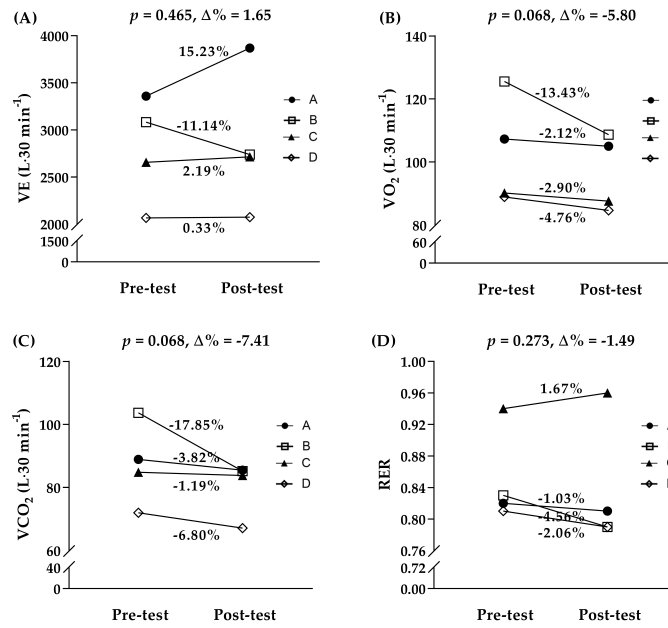 (A)
p = 0.465, Δ% = 1.65
4000
3500
3000
2500
2000
1500
0
VE (L·30 min⁻¹)
15.23%
-11.14%
2.19%
0.33%
A
B
C
D
Pre-test
Post-test
(B)
p = 0.068, Δ% = -5.80
140
120
100
80
60
0
VO₂ (L·30 min⁻¹)
-13.43%
-2.12%
-2.90%
-4.76%
Pre-test
Post-test
(C)
p = 0.068, Δ% = -7.41
120
100
80
60
40
0
VCO₂ (L·30 min⁻¹)
-17.85%
-3.82%
-1.19%
-6.80%
A
B
C
D
Pre-test
Post-test
(D)
p = 0.273, Δ% = -1.49
1.00
0.96
0.92
0.88
0.84
0.80
0.76
0.72
0.00
RER
1.67%
-1.03%
-4.56%
-2.06%
Pre-test
Post-test